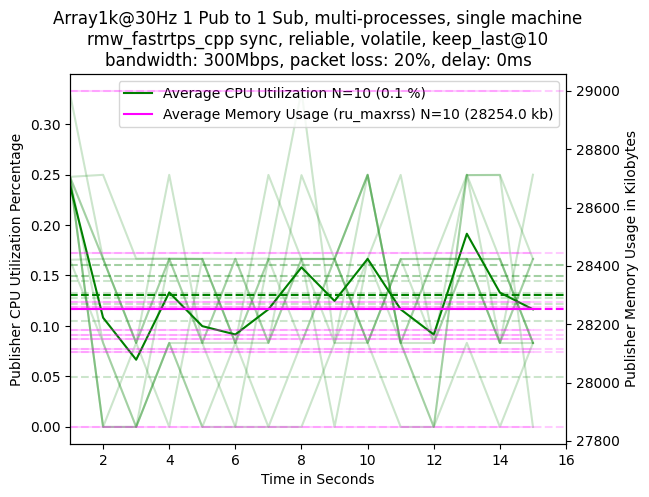 Array1k@30Hz 1 Pub to 1 Sub, multi-processes, single machine
rmw_fastrtps_cpp sync, reliable, volatile, keep_last@10
bandwidth: 300Mbps, packet loss: 20%, delay: 0ms
Average CPU Utilization N=10 (0.1 %)
Average Memory Usage (ru_maxrss) N=10 (28254.0 kb)
Publisher CPU Utilization Percentage
0.30
0.25
0.20
0.15
0.10
0.05
0.00
29000
28800
28600
28400
28200
28000
27800
Publisher Memory Usage in Kilobytes
2 4 6 8 10 12 14 16
Time in Seconds